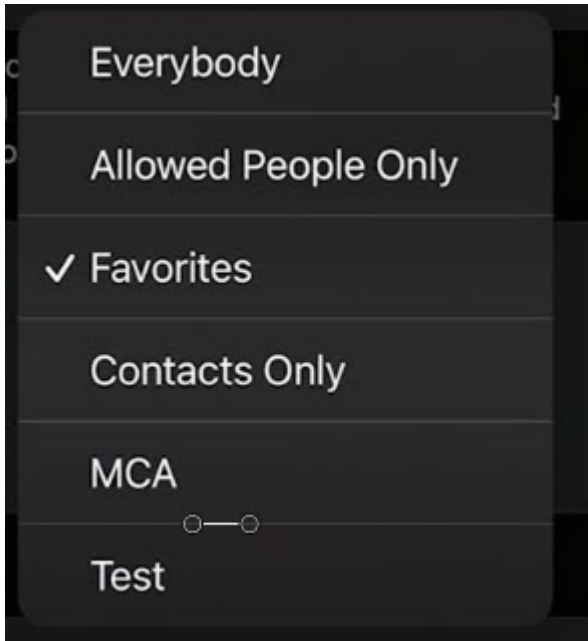 Everybody
Allowed People Only
✓ Favorites
Contacts Only
MCA
Test